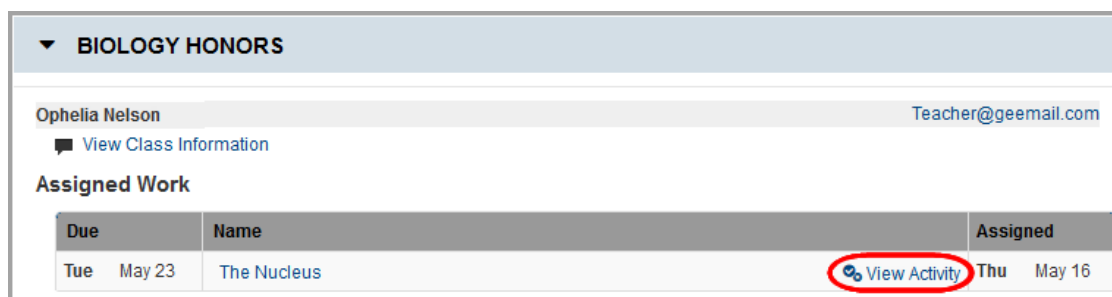 BIOLOGY HONORS
Ophelia Nelson Teacher@geemail.com
View Class Information
Assigned Work
Due Name Assigned
Tue May 23 The Nucleus View Activity Thu May 16